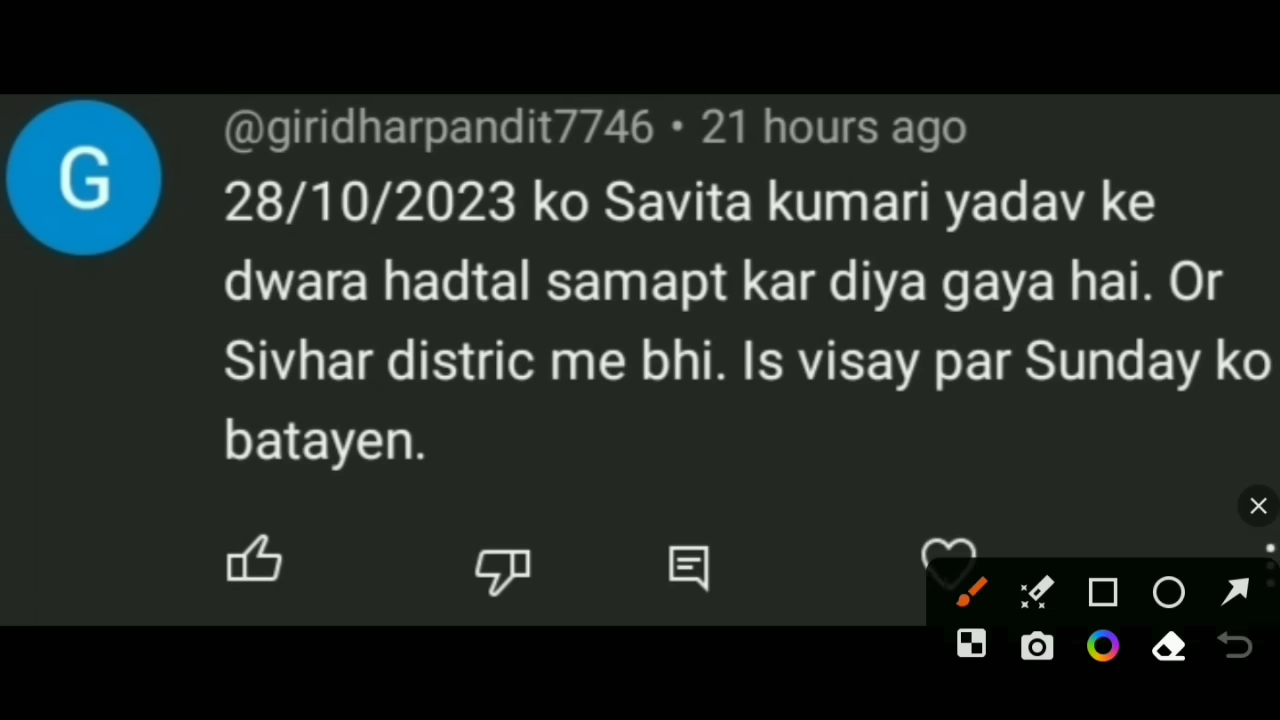 G
@giridharpandit7746 • 21 hours ago
28/10/2023 ko Savita kumari yadav ke
dwara hadtal samapt kar diya gaya hai. Or
Sivhar distric me bhi. Is visay par Sunday ko
batayen.